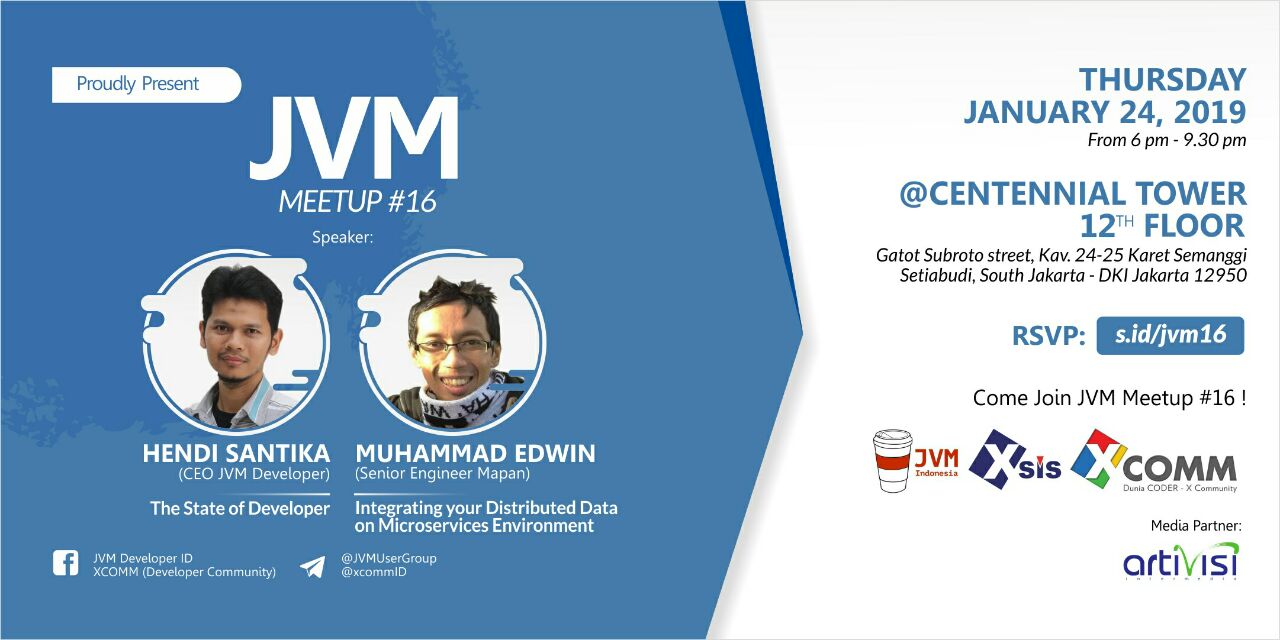 Proudly Present
JVM
MEETUP #16
Speaker:
HENDI SANTIKA
(CEO JVM Developer)
The State of Developer
MUHAMMAD EDWIN
(Senior Engineer Mapan)
Integrating your Distributed Data
on Microservices Environment
JVM Developer ID
XCOMM (Developer Community)
@JVMUserGroup
@xcommID
THURSDAY
JANUARY 24, 2019
From 6 pm - 9.30 pm
@CENTENNIAL TOWER
12TH FLOOR
Gatot Subroto street, Kav. 24-25 Karet Semanggi
Setiabudi, South Jakarta - DKI Jakarta 12950
RSVP: s.id/jvm16
Come Join JVM Meetup #16 !
JVM
Indonesia
Xsis
XCOMM
Dunia CODER - X Community
Media Partner:
artivisi
intermedia